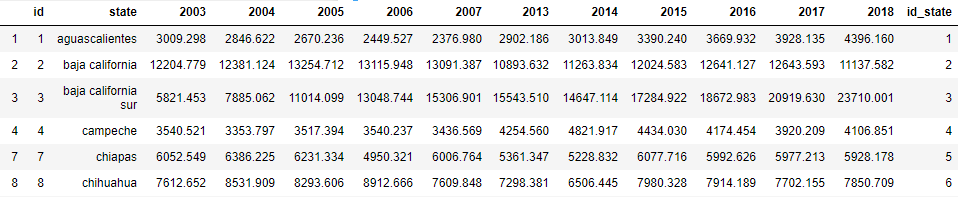 id state 2003 2004 2005 2006 2007 2013 2014 2015 2016 2017 2018 id_state
1 1 aguascalientes 3009.298 2846.622 2670.236 2449.527 2376.980 2902.186 3013.849 3390.240 3669.932 3928.135 4396.160 1
2 2 baja california 12204.779 12381.124 13254.712 13115.948 13091.387 10893.632 11263.834 12024.583 12641.127 12643.593 11137.582 2
3 3 baja california
sur 5821.453 7885.062 11014.099 13048.744 15306.901 15543.510 14647.114 17284.922 18672.983 20919.630 23710.001 3
4 4 campeche 3540.521 3353.797 3517.394 3540.237 3436.569 4254.560 4821.917 4434.030 4174.454 3920.209 4106.851 4
7 7 chiapas 6052.549 6386.225 6231.334 4950.321 6006.764 5361.347 5228.832 6077.716 5992.626 5977.213 5928.178 5
8 8 chihuahua 7612.652 8531.909 8293.606 8912.666 7609.848 7298.381 6506.445 7980.328 7914.189 7702.155 7850.709 6